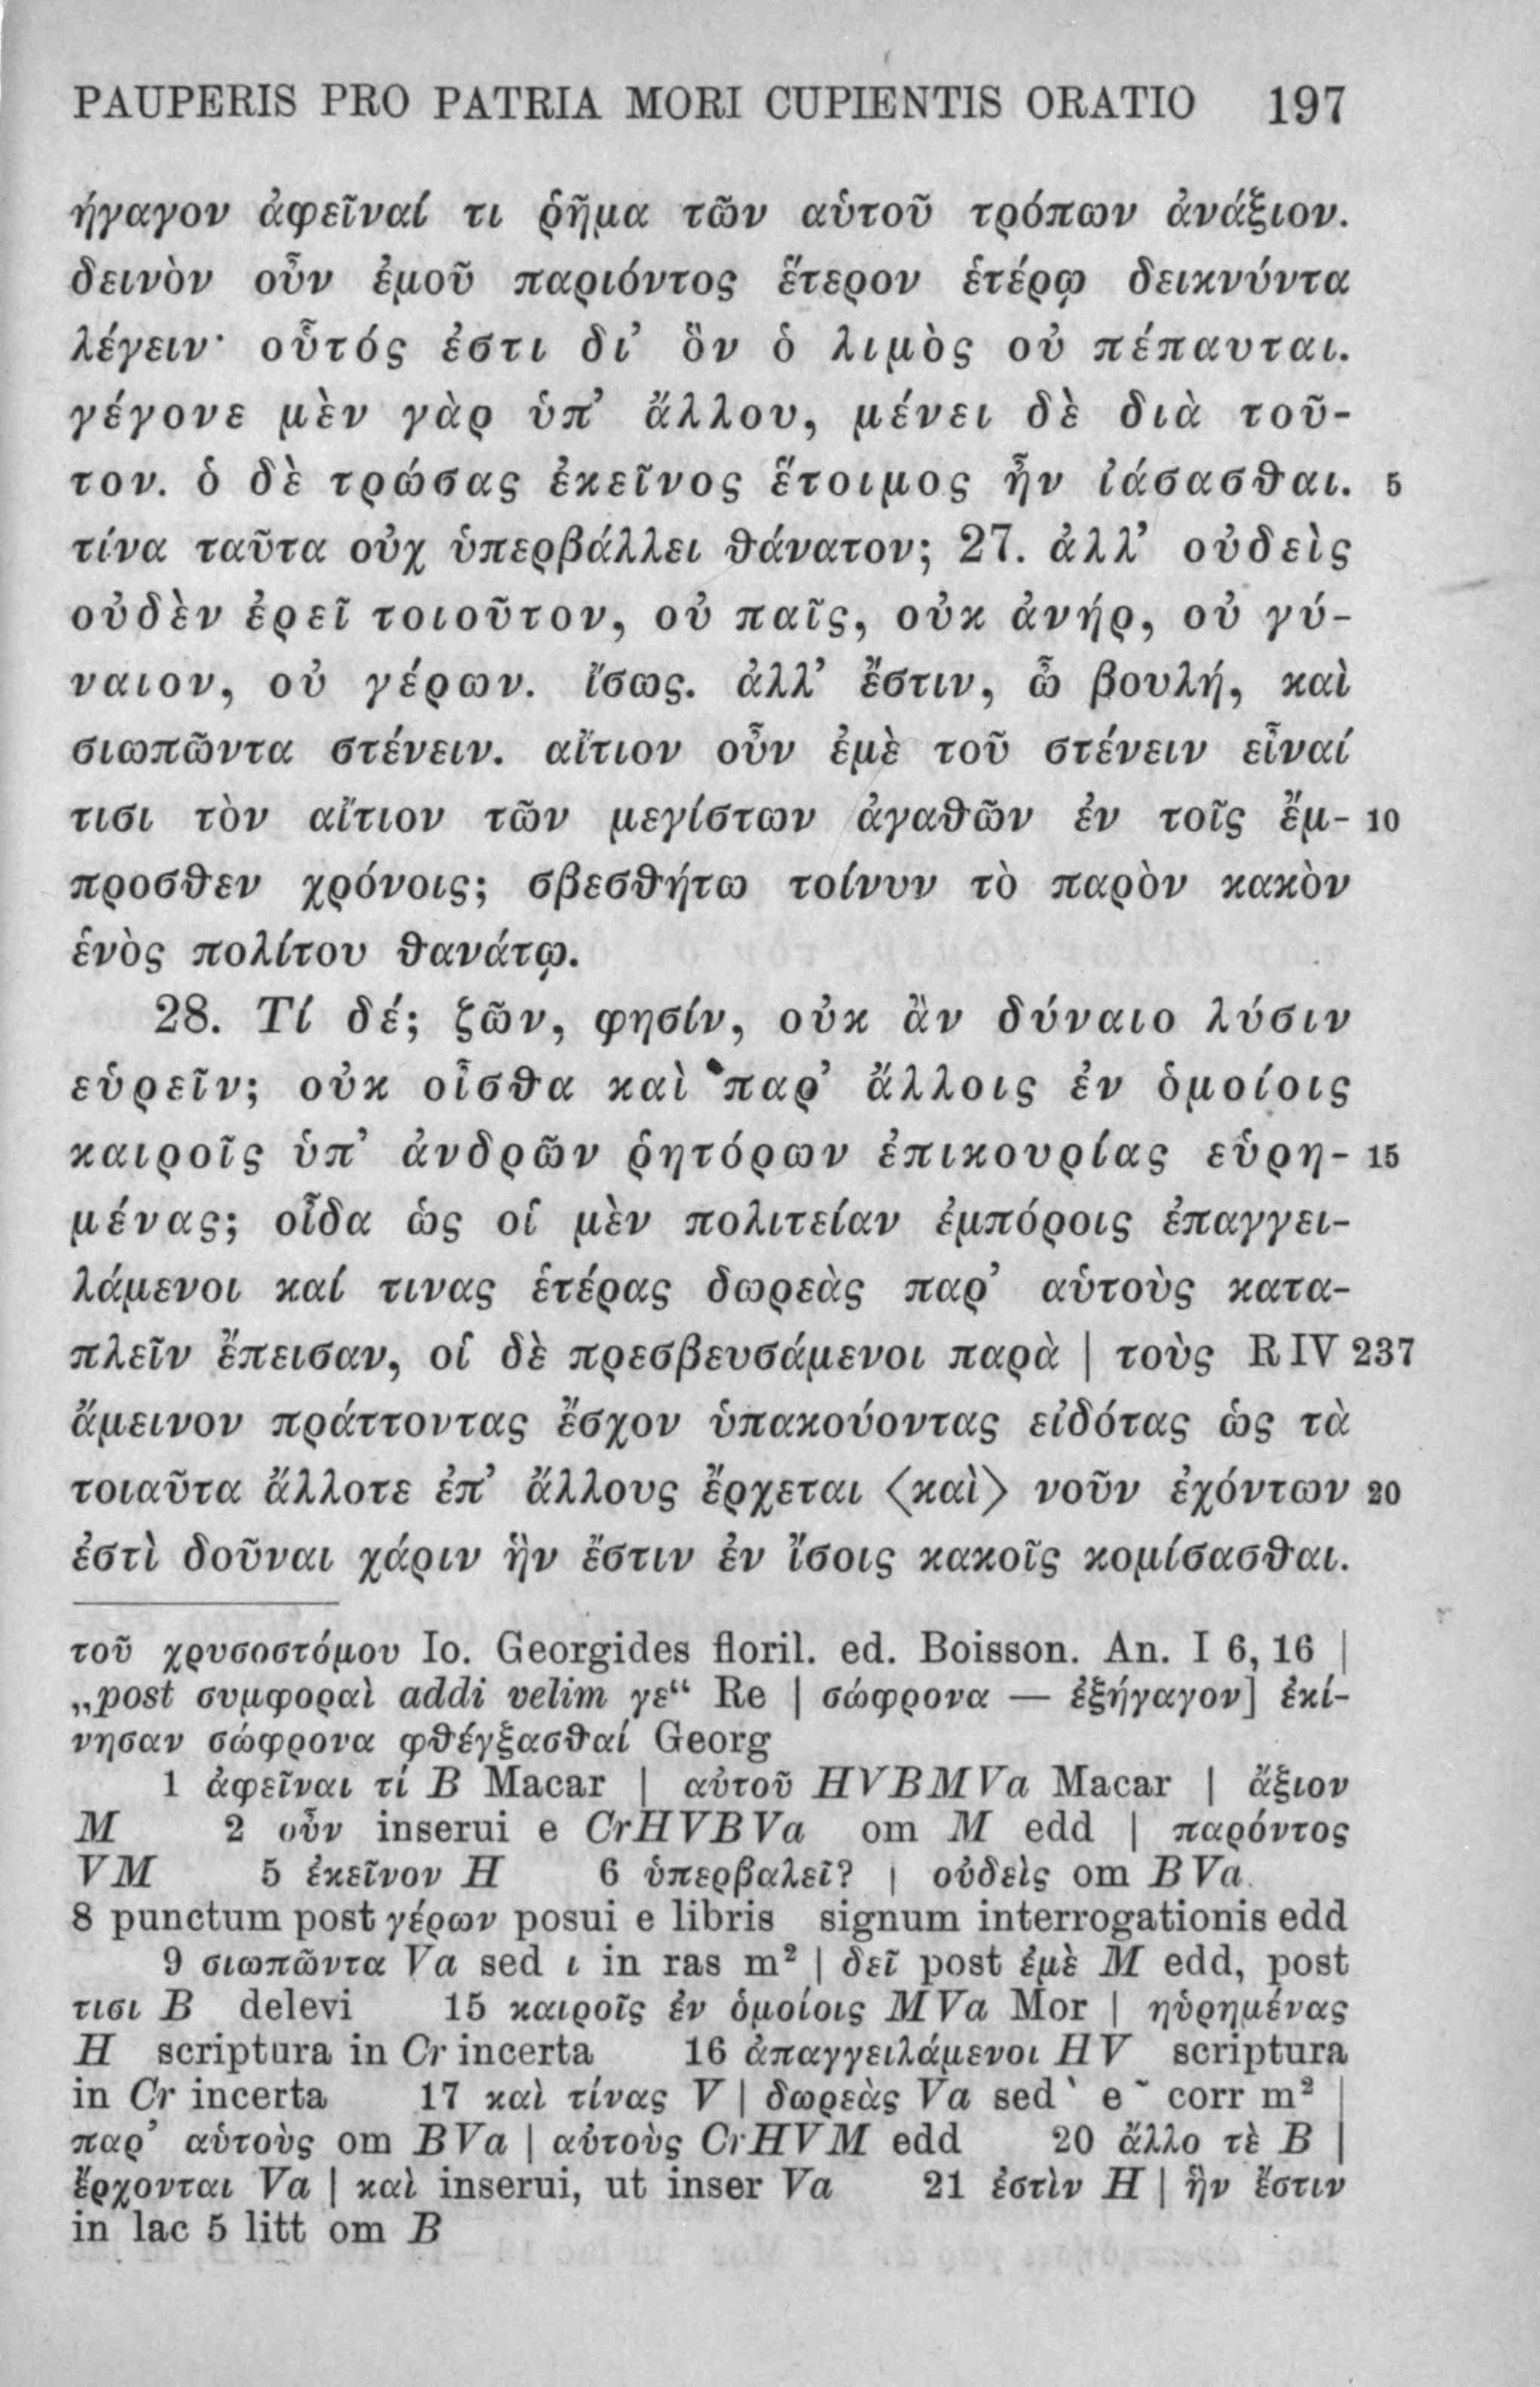 PAUPERIS PRO PATRIA MORI CUPIENTIS ORATIO 197
ήγαγον ἀφεῖναί τι ῥῆμα τῶν αὑτοῦ τρόπων ἀνάξιον.
δεινὸν οὖν ἐμοῦ παριόντος ἕτερον ἑτέρῳ δεικνύντα
λέγειν· οὗτός ἐστι δι’ ὃν ὁ λιμὸς οὐ πέπαυται.
γέγονε μὲν γὰρ ὑπ’ ἄλλου, μένει δὲ διὰ τοῦ-
τον. ὁ δὲ τρώσας ἐκεῖνος ἕτοιμος ἦν ἰάσασθαι. 5
τίνα ταῦτα οὐχ ὑπερβάλλει θάνατον; 27. ἀλλ’ οὐδεὶς
οὐδὲν ἐρεῖ τοιοῦτον, οὐ παῖς, οὐκ ἀνήρ, οὐ γύ-
ναιον, οὐ γέρων. ἴσως. ἀλλ’ ἔστιν, ὦ βουλή, καὶ
σιωπῶντα στένειν. αἴτιον οὖν ἐμὲ τοῦ στένειν εἶναί
τισι τὸν αἴτιον τῶν μεγίστων ἀγαθῶν ἐν τοῖς ἔμ- 10
προσθεν χρόνοις; σβεσθήτω τοίνυν τὸ παρὸν κακὸν
ἑνὸς πολίτου θανάτῳ.
28. Τί δέ; ζῶν, φησίν, οὐκ ἂν δύναιο λύσιν
εὑρεῖν; οὐκ οἶσθα καὶ παρ’ ἄλλοις ἐν ὁμοίοις
καιροῖς ὑπ’ ἀνδρῶν ῥητόρων ἐπικουρίας εὑρη- 15
μένας; οἶδα ὡς οἱ μὲν πολιτείαν ἐμπόροις ἐπαγγει-
λάμενοι καί τινας ἑτέρας δωρεὰς παρ’ αὑτοὺς κατα-
πλεῖν ἔπεισαν, οἱ δὲ πρεσβευσάμενοι παρὰ | τοὺς R IV 237
ἄμεινον πράττοντας ἔσχον ὑπακούοντας εἰδότας ὡς τὰ
τοιαῦτα ἄλλοτε ἐπ’ ἄλλους ἔρχεται ⟨καὶ⟩ νοῦν ἐχόντων 20
ἐστὶ δοῦναι χάριν ἣν ἔστιν ἐν ἴσοις κακοῖς κομίσασθαι.
τοῦ χρυσοστόμου Io. Georgides floril. ed. Boisson. An. I 6, 16 |
„post συμφοραὶ addi velim γε“ Re | σώφρονα — ἐξήγαγον] ἐκί-
νησαν σώφρονα φθέγξασθαί Georg
1 ἀφεῖναι τί B Macar | αὐτοῦ HVBMVa Macar | ἄξιον
M 2 οὖν inserui e CrHVBVa om M edd | παρόντος
VM 5 ἐκεῖνον H 6 ὑπερβαλεῖ? | οὐδεὶς om BVa
8 punctum post γέρων posui e libris signum interrogationis edd
9 σιωπῶντα Va sed ι in ras m² | δεῖ post ἐμὲ M edd, post
τισι B delevi 15 καιροῖς ἐν ὁμοίοις MVa Mor | ηὑρημένας
H scriptura in Cr incerta 16 ἀπαγγειλάμενοι HV scriptura
in Cr incerta 17 καὶ τίνας V | δωρεὰς Va sed ` e ˜ corr m² |
παρ’ αὑτοὺς om BVa | αὐτοὺς CrHVM edd 20 ἄλλο τὲ B |
ἔρχονται Va | καὶ inserui, ut inser Va 21 ἐστὶν H | ἣν ἔστιν
in lac 5 litt om B